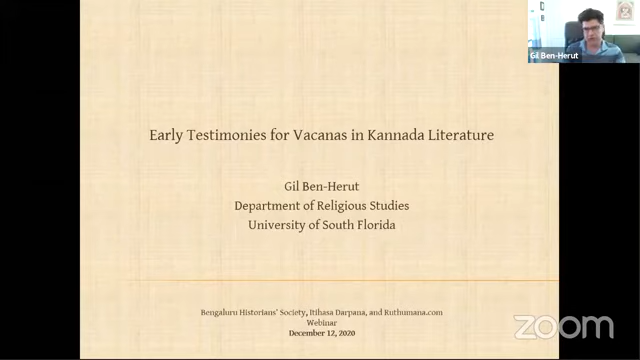 Gil Ben-Herut
Early Testimonies for Vacanas in Kannada Literature
Gil Ben-Herut
Department of Religious Studies
University of South Florida
Bengaluru Historians' Society, Itihasa Darpana, and Ruthumana.com
Webinar
December 12, 2020
zoom